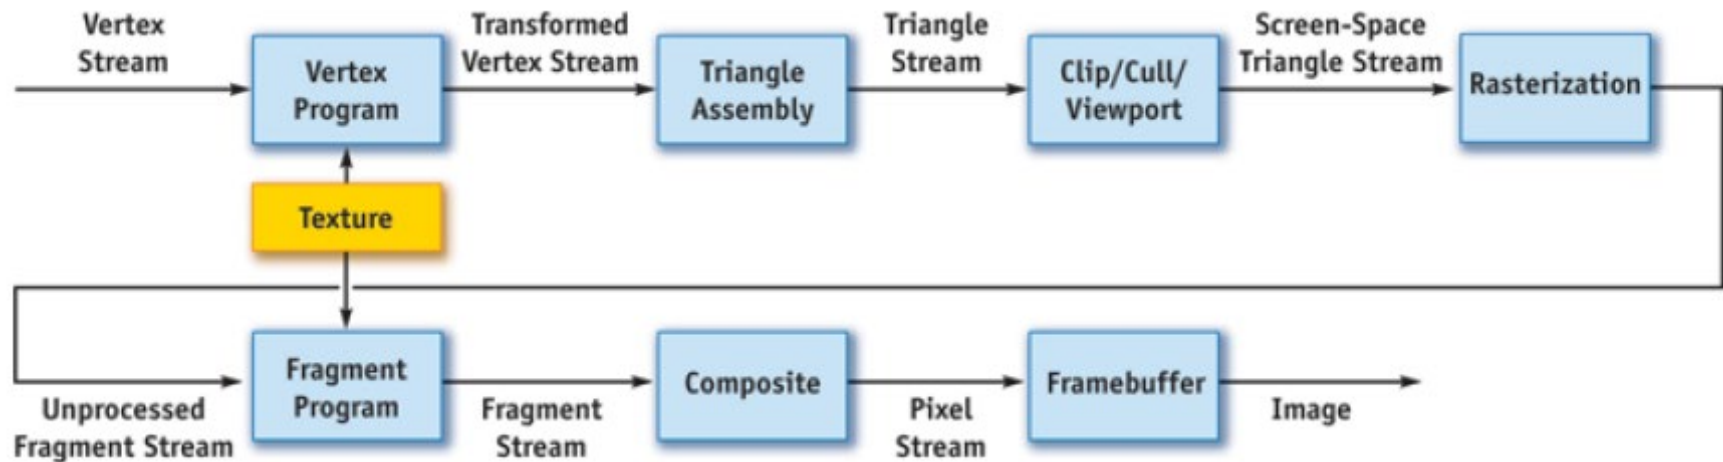 Vertex
Stream
Vertex
Program
Transformed
Vertex Stream
Triangle
Assembly
Triangle
Stream
Clip/Cull/
Viewport
Screen-Space
Triangle Stream
Rasterization
Texture
Unprocessed
Fragment Stream
Fragment
Program
Fragment
Stream
Composite
Pixel
Stream
Framebuffer
Image